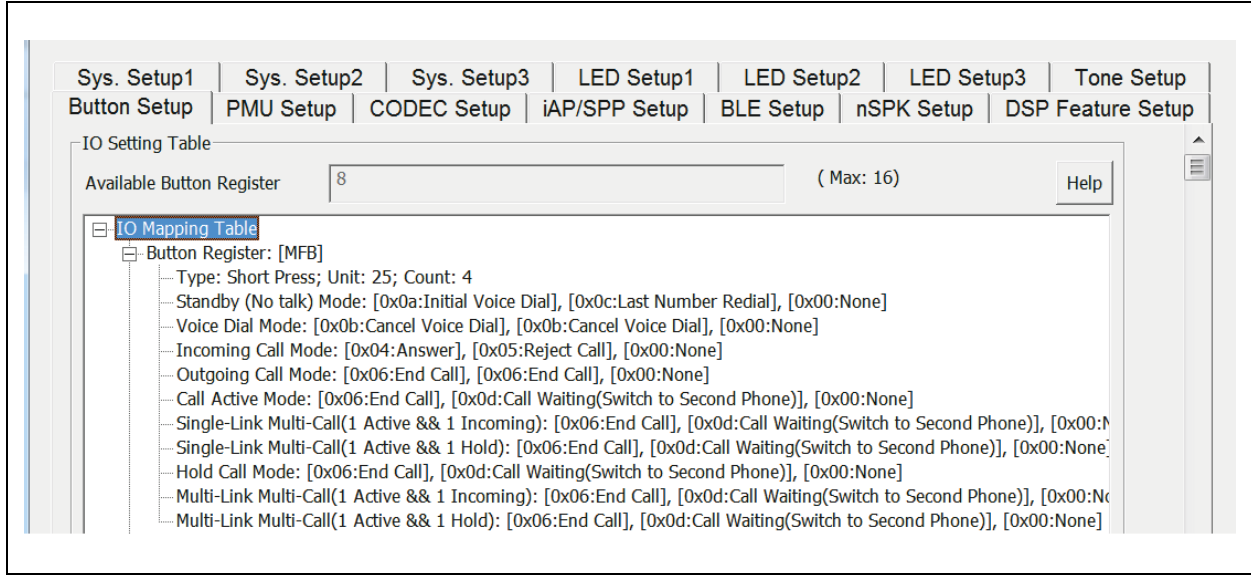 Sys. Setup1 Sys. Setup2 Sys. Setup3 LED Setup1 LED Setup2 LED Setup3 Tone Setup
Button Setup PMU Setup CODEC Setup iAP/SPP Setup BLE Setup nSPK Setup DSP Feature Setup
IO Setting Table
Available Button Register 8 ( Max: 16) Help
IO Mapping Table
Button Register: [MFB]
Type: Short Press; Unit: 25; Count: 4
Standby (No talk) Mode: [0x0a:Initial Voice Dial], [0x0c:Last Number Redial], [0x00:None]
Voice Dial Mode: [0x0b:Cancel Voice Dial], [0x0b:Cancel Voice Dial], [0x00:None]
Incoming Call Mode: [0x04:Answer], [0x05:Reject Call], [0x00:None]
Outgoing Call Mode: [0x06:End Call], [0x06:End Call], [0x00:None]
Call Active Mode: [0x06:End Call], [0x0d:Call Waiting(Switch to Second Phone)], [0x00:None]
Single-Link Multi-Call(1 Active && 1 Incoming): [0x06:End Call], [0x0d:Call Waiting(Switch to Second Phone)], [0x00:
Single-Link Multi-Call(1 Active && 1 Hold): [0x06:End Call], [0x0d:Call Waiting(Switch to Second Phone)], [0x00:None]
Hold Call Mode: [0x06:End Call], [0x0d:Call Waiting(Switch to Second Phone)], [0x00:None]
Multi-Link Multi-Call(1 Active && 1 Incoming): [0x06:End Call], [0x0d:Call Waiting(Switch to Second Phone)], [0x00:
Multi-Link Multi-Call(1 Active && 1 Hold): [0x06:End Call], [0x0d:Call Waiting(Switch to Second Phone)], [0x00:None]